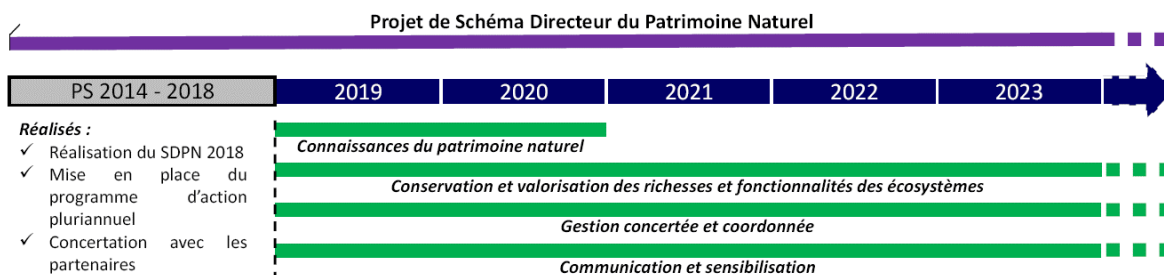 Projet de Schéma Directeur du Patrimoine Naturel
PS 2014 - 2018
2019
2020
2021
2022
2023
Réalisés :
✓ Réalisation du SDPN 2018
✓ Mise en place du
programme d'action
pluriannuel
✓ Concertation avec les
partenaires
Connaissances du patrimoine naturel
Conservation et valorisation des richesses et fonctionnalités des écosystèmes
Gestion concertée et coordonnée
Communication et sensibilisation